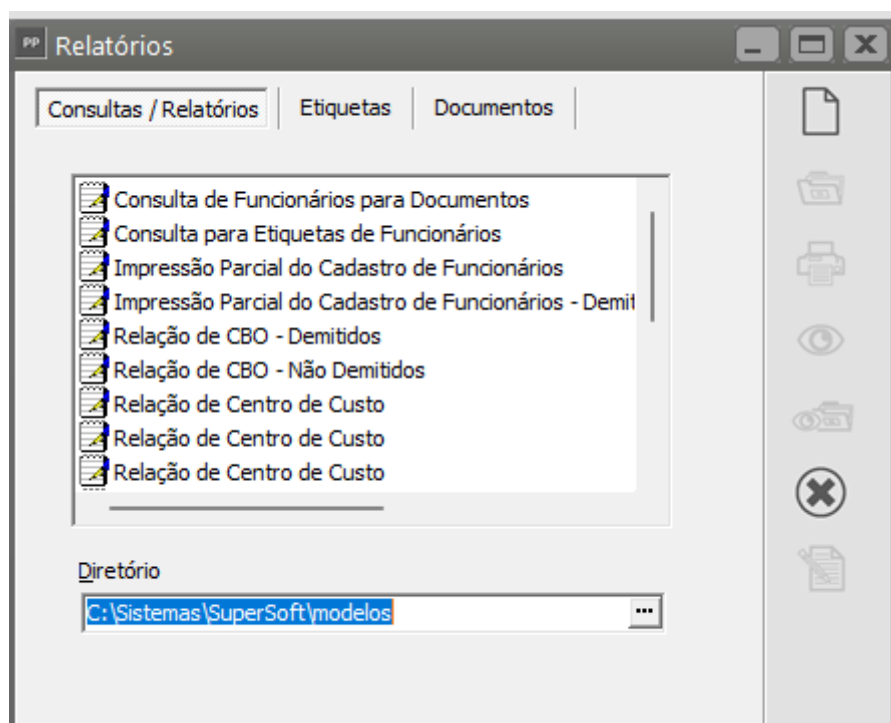 PP Relatórios
Consultas / Relatórios Etiquetas Documentos
Consulta de Funcionários para Documentos
Consulta para Etiquetas de Funcionários
Impressão Parcial do Cadastro de Funcionários
Impressão Parcial do Cadastro de Funcionários - Demit
Relação de CBO - Demitidos
Relação de CBO - Não Demitidos
Relação de Centro de Custo
Relação de Centro de Custo
Relação de Centro de Custo
Diretório
C:\Sistemas\SuperSoft\modelos ...